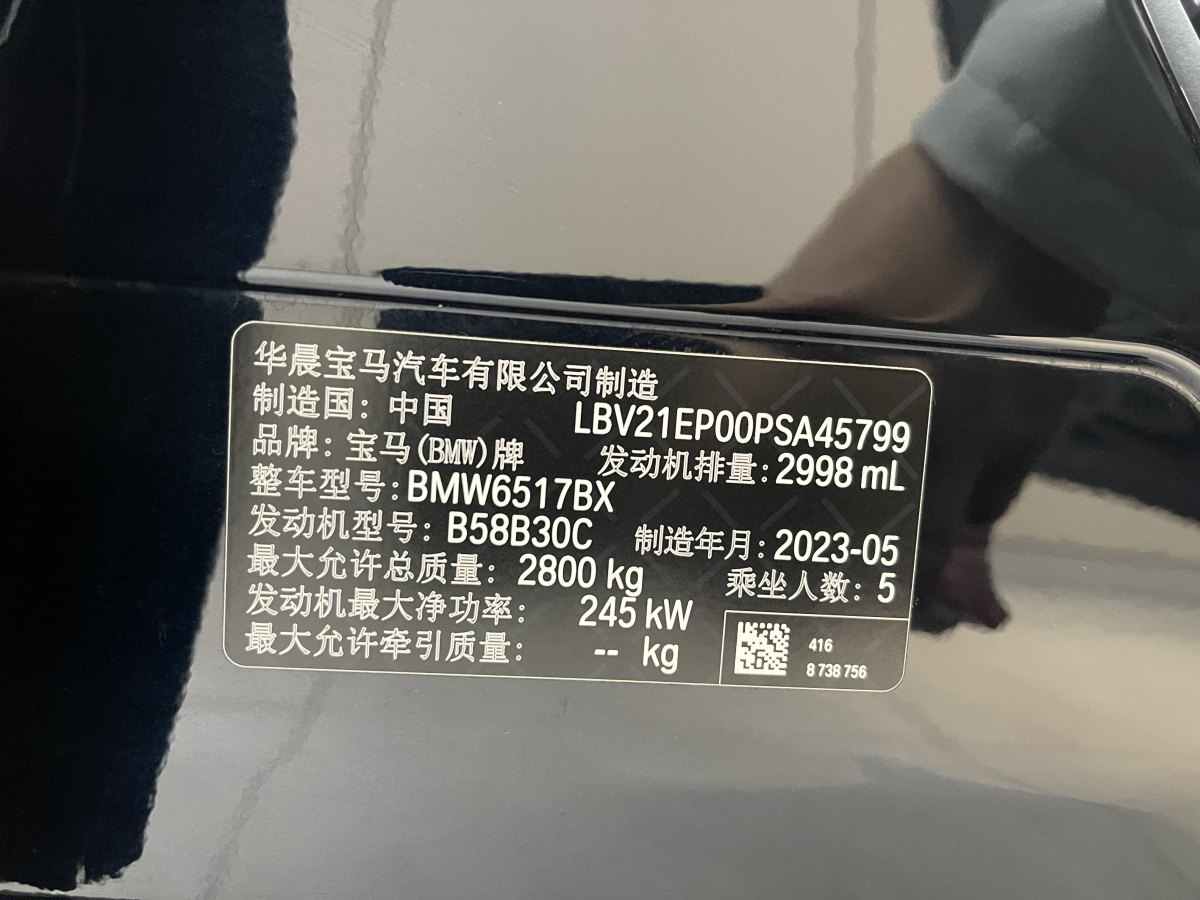 华晨宝马汽车有限公司制造
制造国：中国 LBV21EP00PSA45799
品牌：宝马(BMW)牌 发动机排量：2998 mL
整车型号：BMW6517BX
发动机型号：B58B30C 制造年月：2023-05
最大允许总质量：2800 kg 乘坐人数：5
发动机最大净功率：245 kW
最大允许牵引质量：-- kg
416
8 738 756